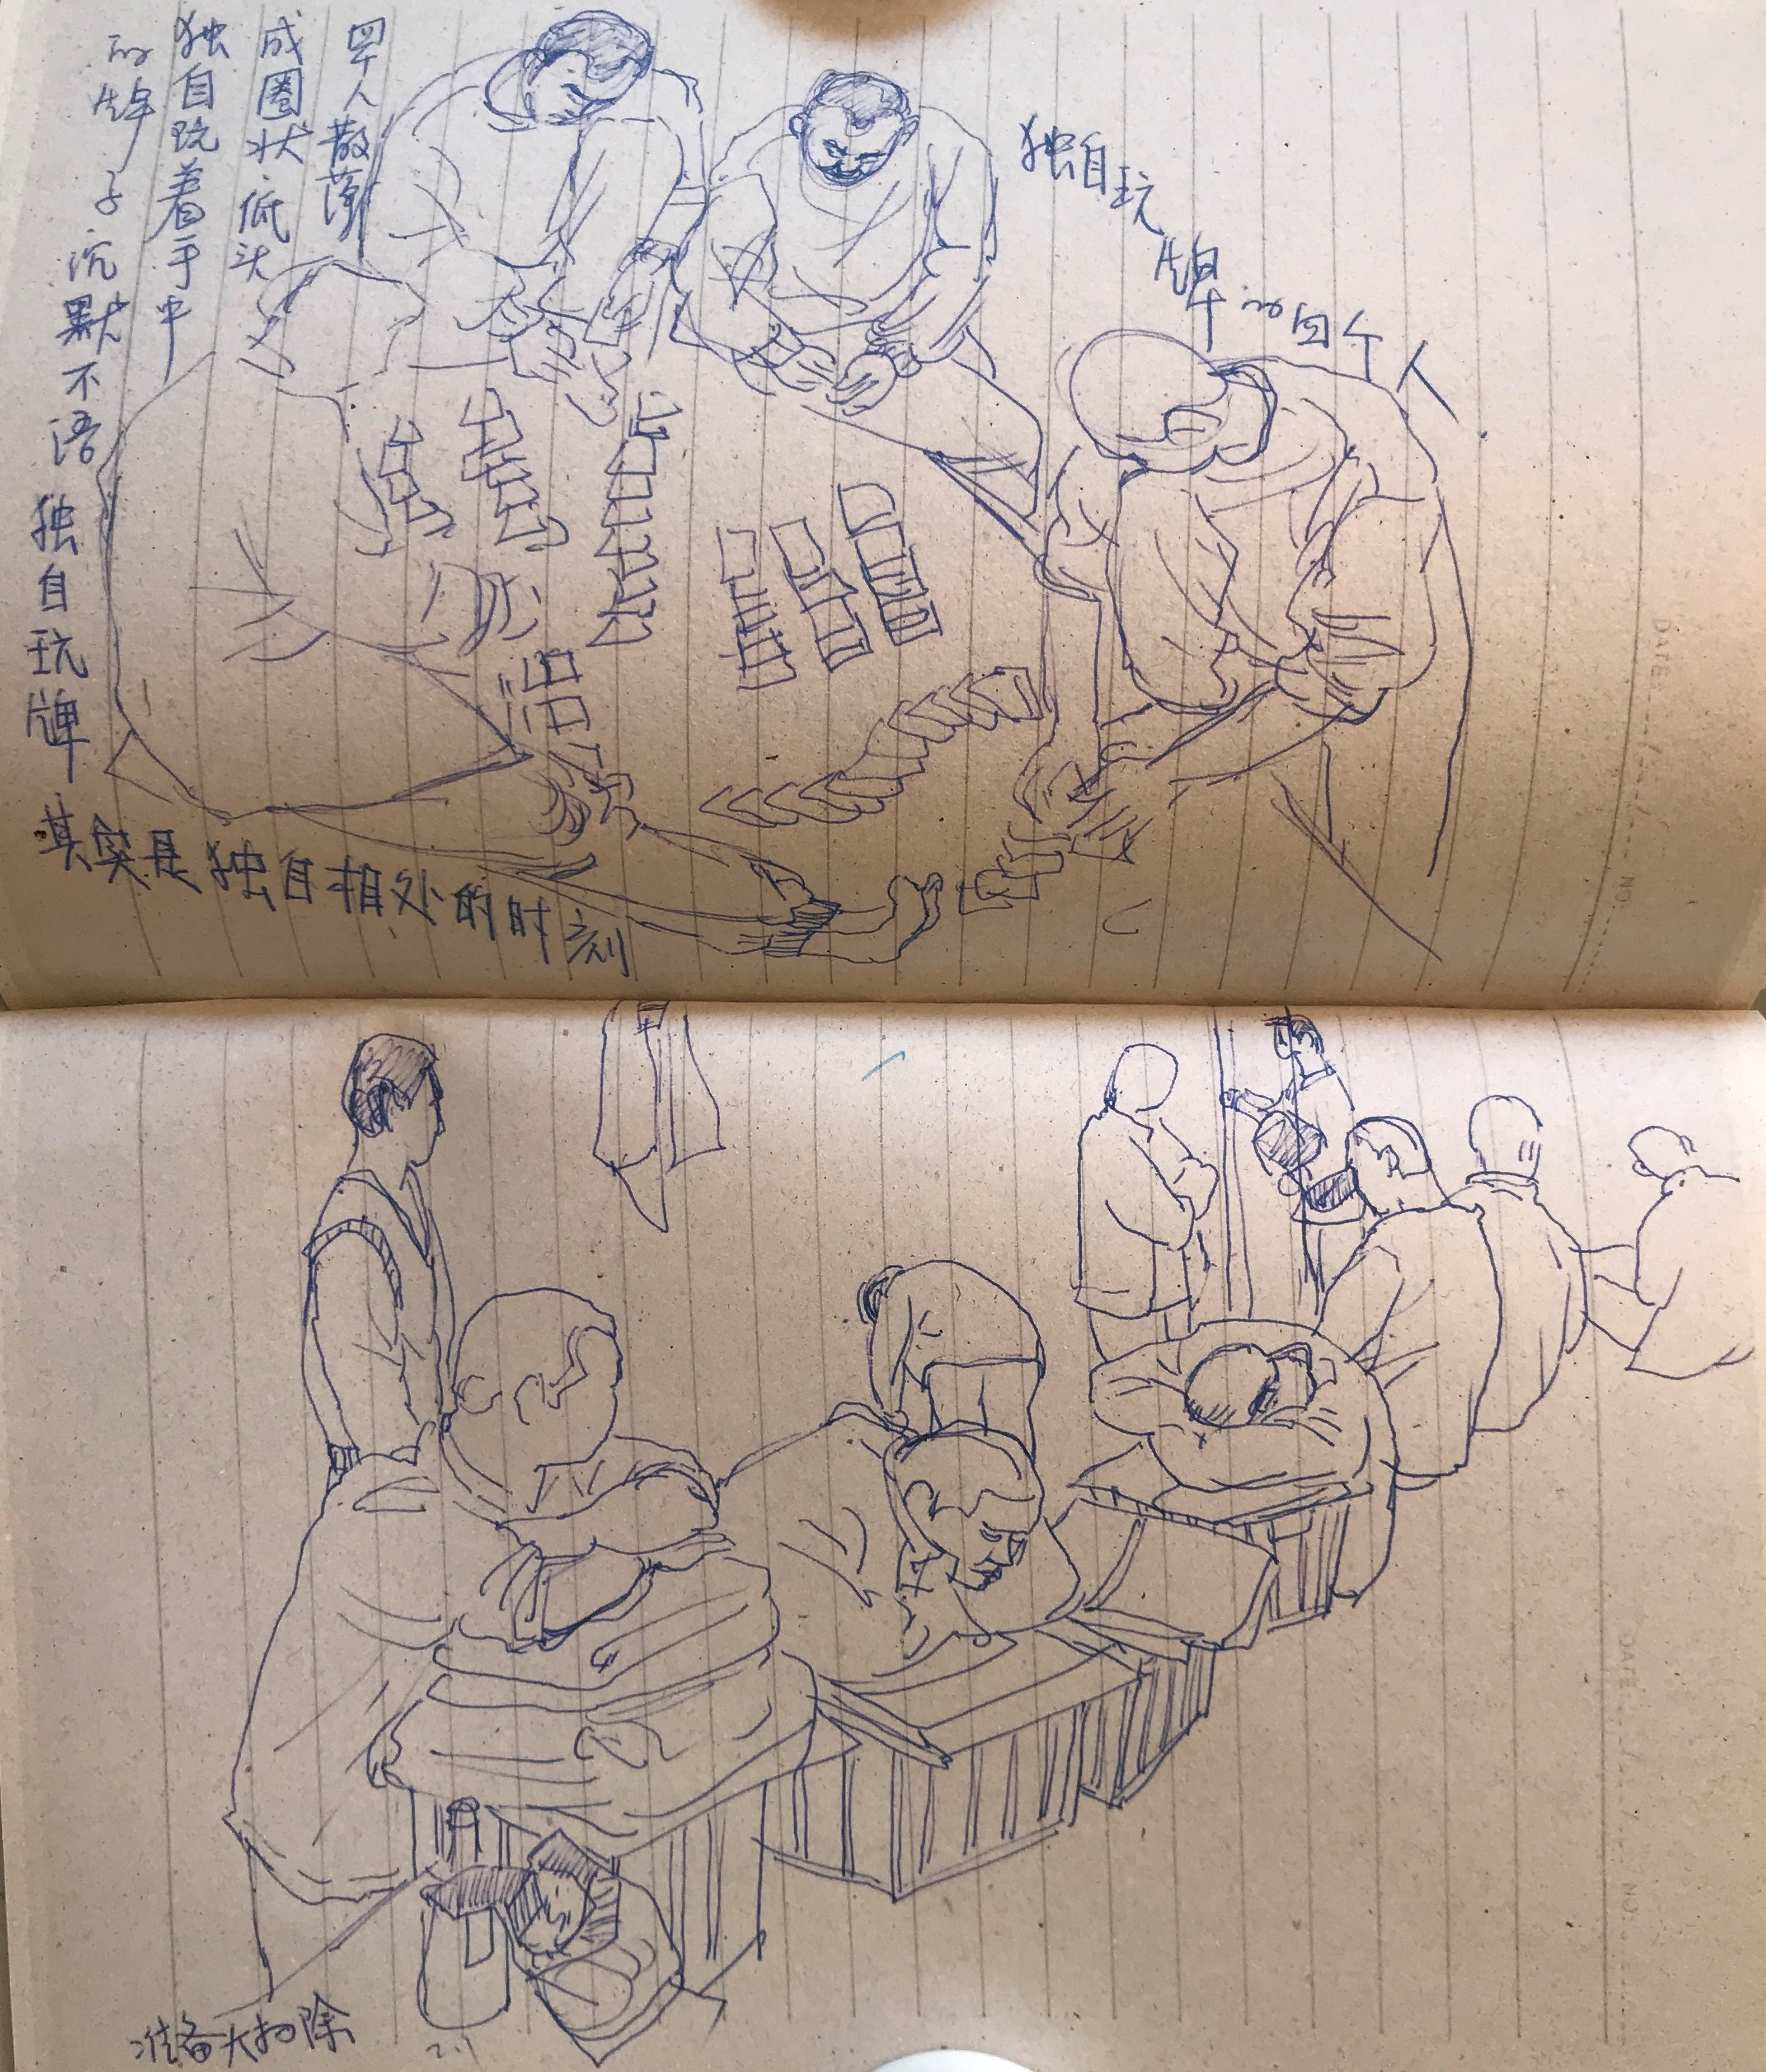 四人散落
成圈状.低头
独自玩着手中
的牌子.沉默不语
独自玩牌
其实是独自相处的时刻
独自玩牌的四个人
DATE / / NO.
准备大扫除
2.1
DATE / / NO.